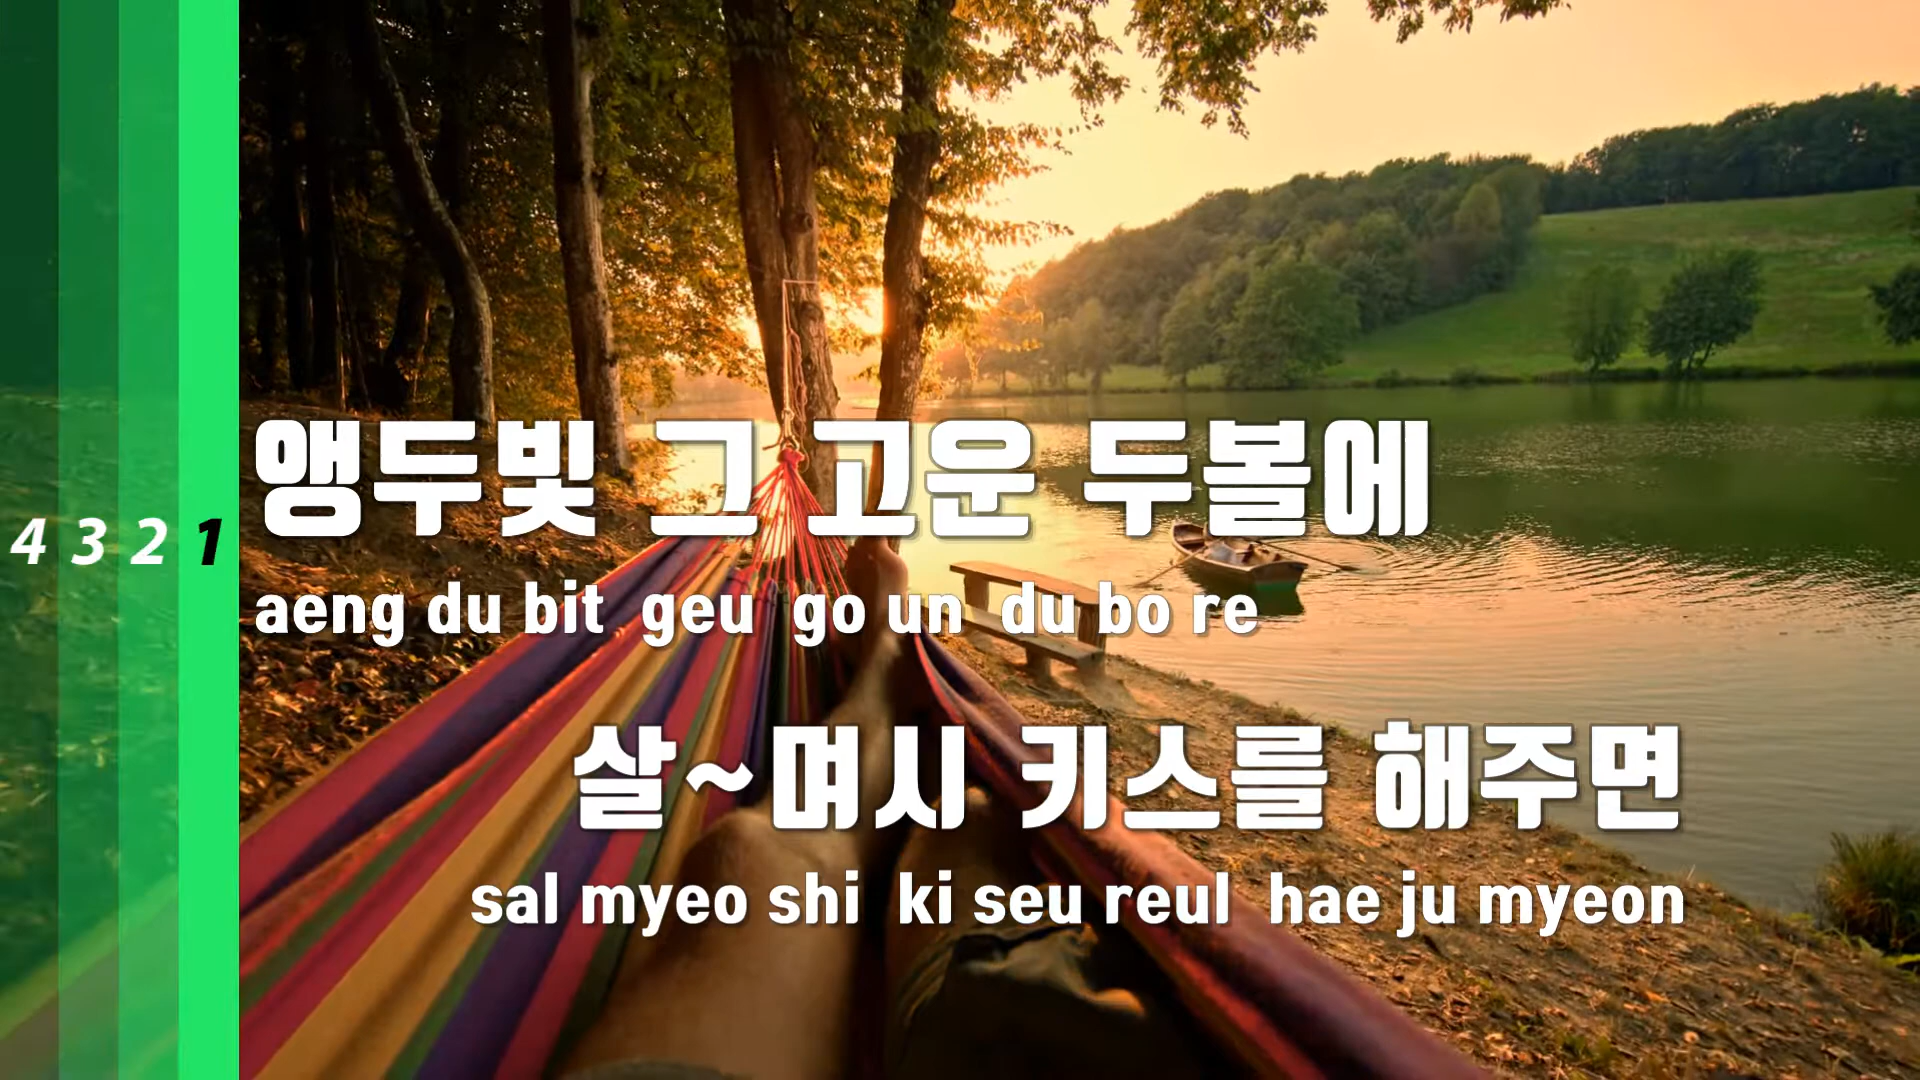 앵두빛 그 고운 두볼에
4 3 2 1
aeng du bit geu go un du bo re
살~며시 키스를 해주면
sal myeo shi ki seu reul hae ju myeon